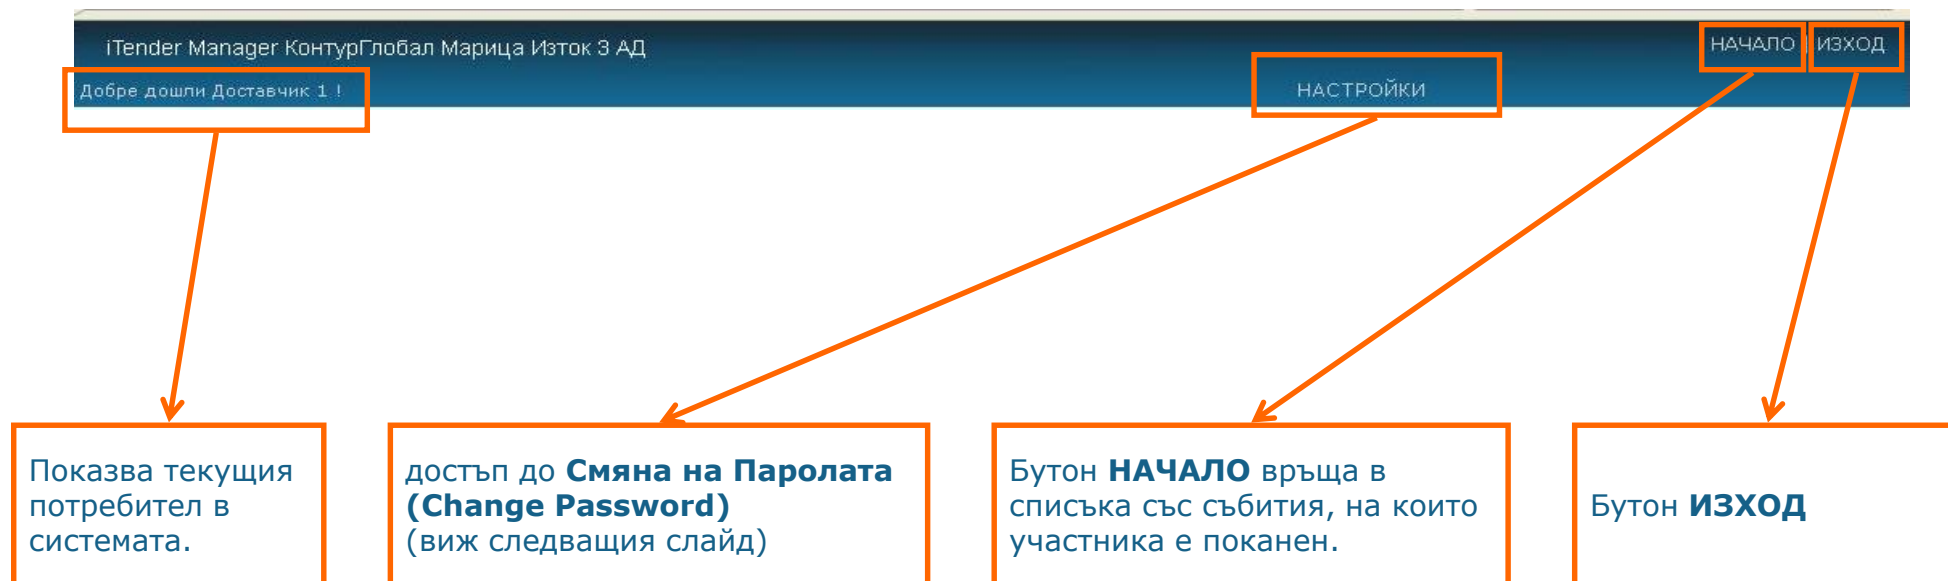 iTender Manager КонтурГлобал Марица Изток 3 АД
НАЧАЛО | ИЗХОД
Добре дошли Доставчик 1 !
НАСТРОЙКИ
Показва текущия
потребител в
системата.
достъп до Смяна на Паролата
(Change Password)
(виж следващия слайд)
Бутон НАЧАЛО връща в
списъка със събития, на които
участника е поканен.
Бутон ИЗХОД